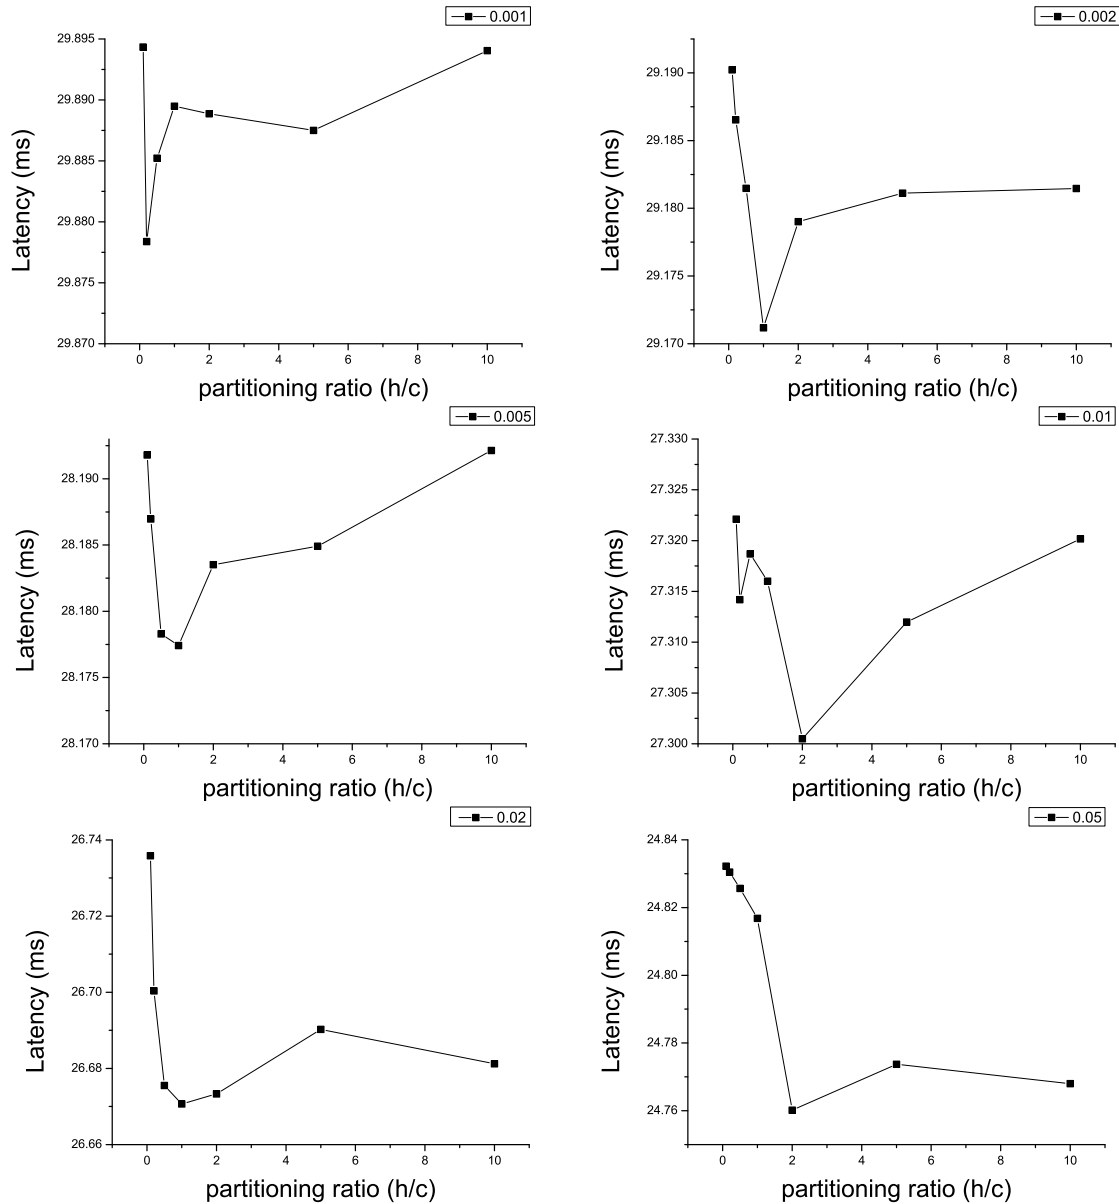 0.001
29.895
29.890
29.885
29.880
29.875
29.870
Latency (ms)
0 2 4 6 8 10
partitioning ratio (h/c)
0.002
29.190
29.185
29.180
29.175
29.170
Latency (ms)
0 2 4 6 8 10
partitioning ratio (h/c)
0.005
28.190
28.185
28.180
28.175
28.170
Latency (ms)
0 2 4 6 8 10
partitioning ratio (h/c)
0.01
27.330
27.325
27.320
27.315
27.310
27.305
27.300
Latency (ms)
0 2 4 6 8 10
partitioning ratio (h/c)
0.02
26.74
26.72
26.70
26.68
26.66
Latency (ms)
0 2 4 6 8 10
partitioning ratio (h/c)
0.05
24.84
24.82
24.80
24.78
24.76
Latency (ms)
0 2 4 6 8 10
partitioning ratio (h/c)